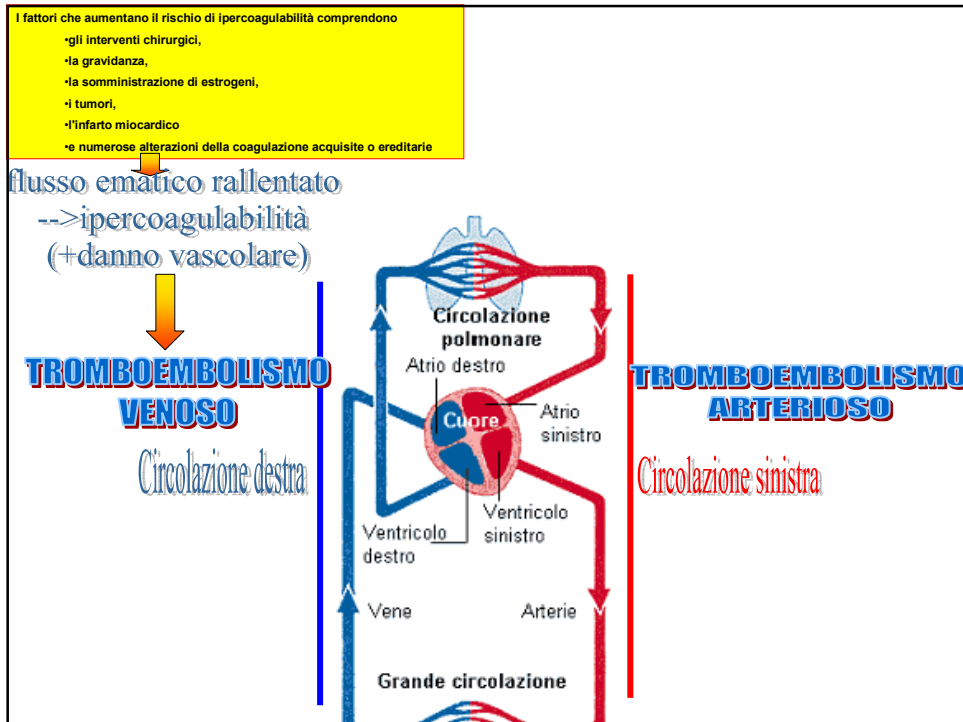 I fattori che aumentano il rischio di ipercoagulabilità comprendono
•gli interventi chirurgici,
•la gravidanza,
•la somministrazione di estrogeni,
•i tumori,
•l'infarto miocardico
•e numerose alterazioni della coagulazione acquisite o ereditarie
flusso ematico rallentato
-->ipercoagulabilità
(+danno vascolare)
TROMBOEMBOLISMO
VENOSO
Circolazione destra
Circolazione
polmonare
Atrio destro
Cuore
Atrio
sinistro
Ventricolo
destro
Ventricolo
sinistro
Vene
Arterie
Grande circolazione
TROMBOEMBOLISMO
ARTERIOSO
Circolazione sinistra